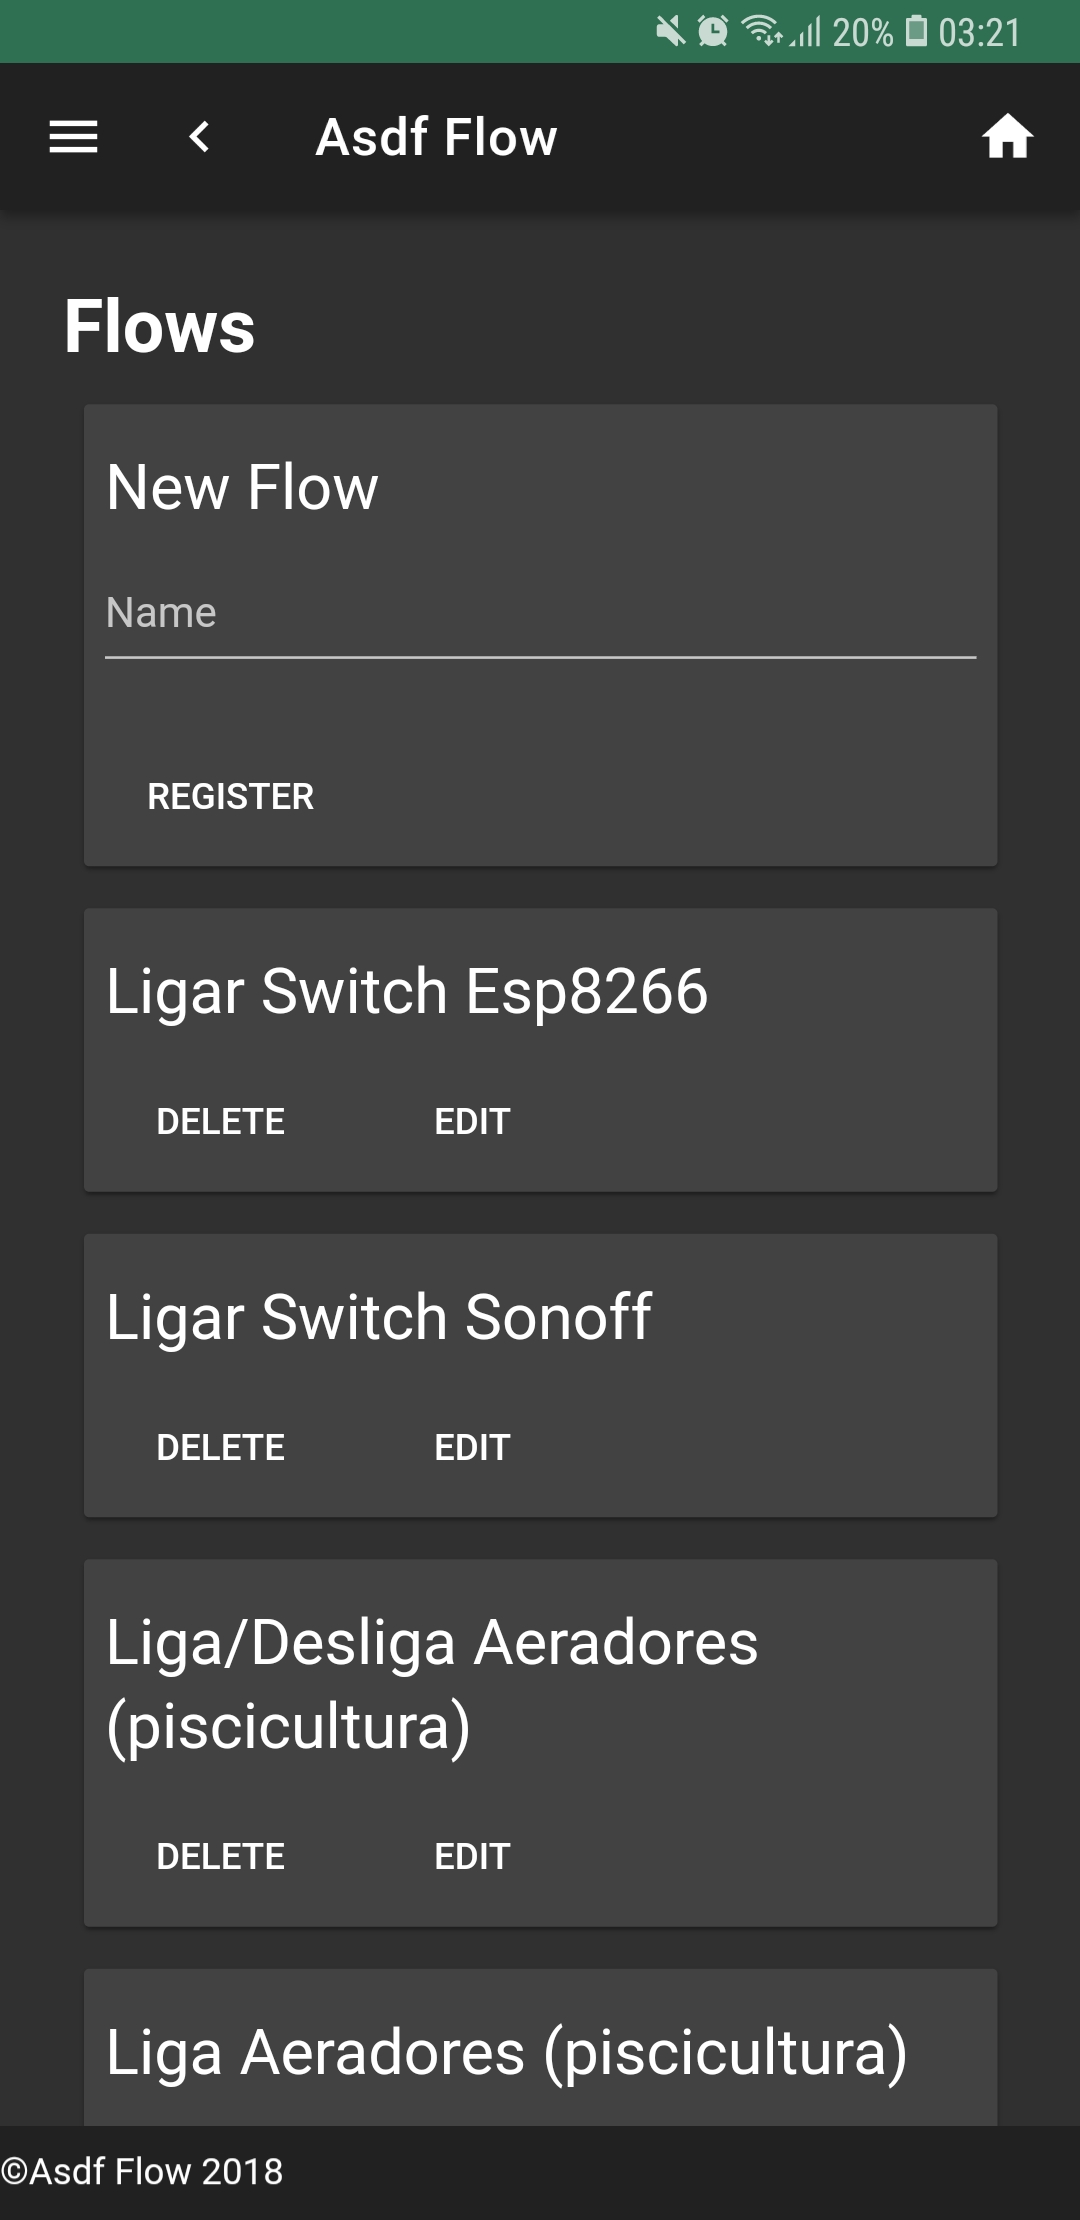 20% 03:21
Asdf Flow
Flows
New Flow
Name
REGISTER
Ligar Switch Esp8266
DELETE EDIT
Ligar Switch Sonoff
DELETE EDIT
Liga/Desliga Aeradores
(piscicultura)
DELETE EDIT
Liga Aeradores (piscicultura)
©Asdf Flow 2018